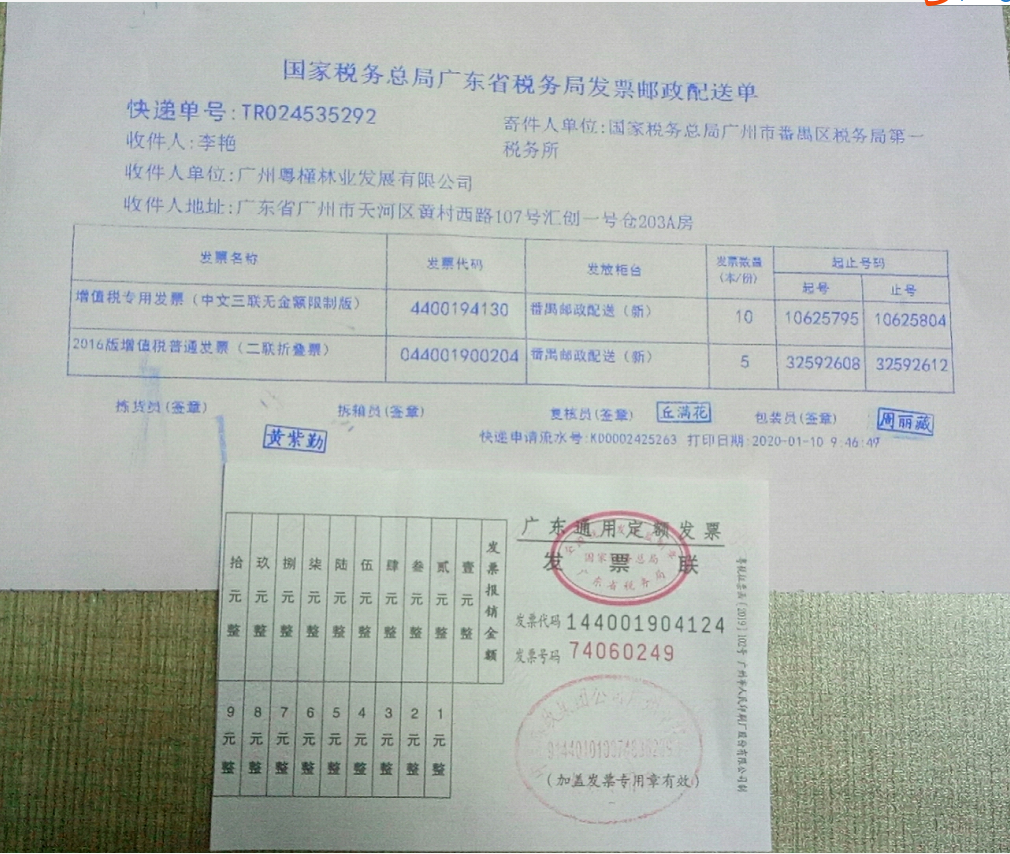 国家税务总局广东省税务局发票邮政配送单
快递单号:TR024535292
收件人:李艳
寄件人单位:国家税务总局广州市番禺区税务局第一
税务所
收件人单位:广州粤橦林业发展有限公司
收件人地址:广东省广州市天河区黄村西路107号汇创一号仓203A房
发票名称 发票代码 发放柜台 发票数量(本/份) 起止号码
起号 止号
增值税专用发票（中文三联无金额限制版） 4400194130 番禺邮政配送（新） 10 10625795 10625804
2016版增值税普通发票（二联折叠票） 044001900204 番禺邮政配送（新） 5 32592608 32592612
拣货员(签章) 拆箱员(签章) 复核员(签章) 丘满花 包装员(签章) 周丽葳
黄紫勤
快递申请流水号:KD0002425263 打印日期:2020-01-10 9:46:49
广东通用定额发票
发票联
国家税务总局
广东省税务局
发票代码 144001904124
发票号码 74060249
(加盖发票专用章有效)
发票报销金额
壹元整
贰元整
叁元整
肆元整
伍元整
陆元整
柒元整
捌元整
玖元整
拾元整
1元整
2元整
3元整
4元整
5元整
6元整
7元整
8元整
9元整